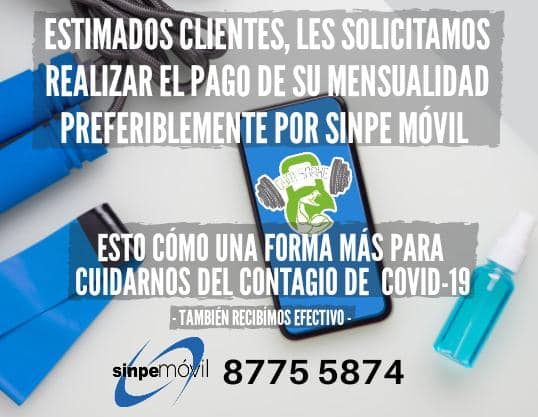 ESTIMADOS CLIENTES, LES SOLICITAMOS
REALIZAR EL PAGO DE SU MENSUALIDAD
PREFERIBLEMENTE POR SINPE MÓVIL
ESTO CÓMO UNA FORMA MÁS PARA
CUIDARNOS DEL CONTAGIO DE COVID-19
- TAMBIÉN RECIBÍMOS EFECTIVO -
sinpemóvil 8775 5874